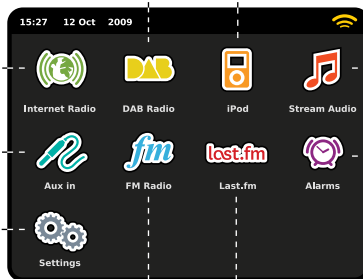 15:27 12 Oct 2009
DAB
Internet Radio DAB Radio iPod Stream Audio
fm last.fm
Aux in FM Radio Last.fm Alarms
Settings